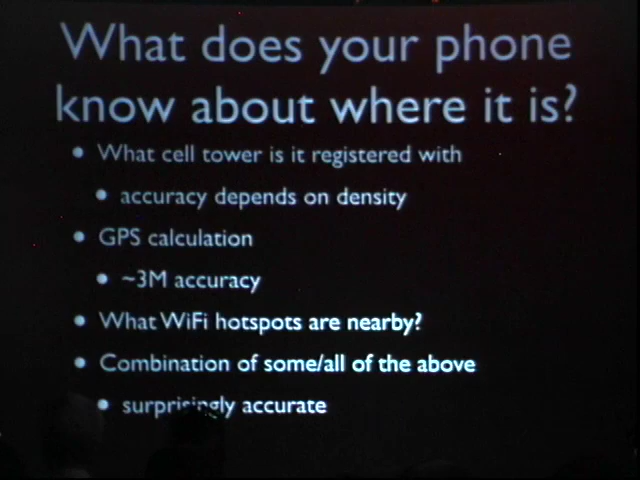 What does your phone
know about where it is?
• What cell tower is it registered with
• accuracy depends on density
• GPS calculation
• ~3M accuracy
• What WiFi hotspots are nearby?
• Combination of some/all of the above
• surprisingly accurate